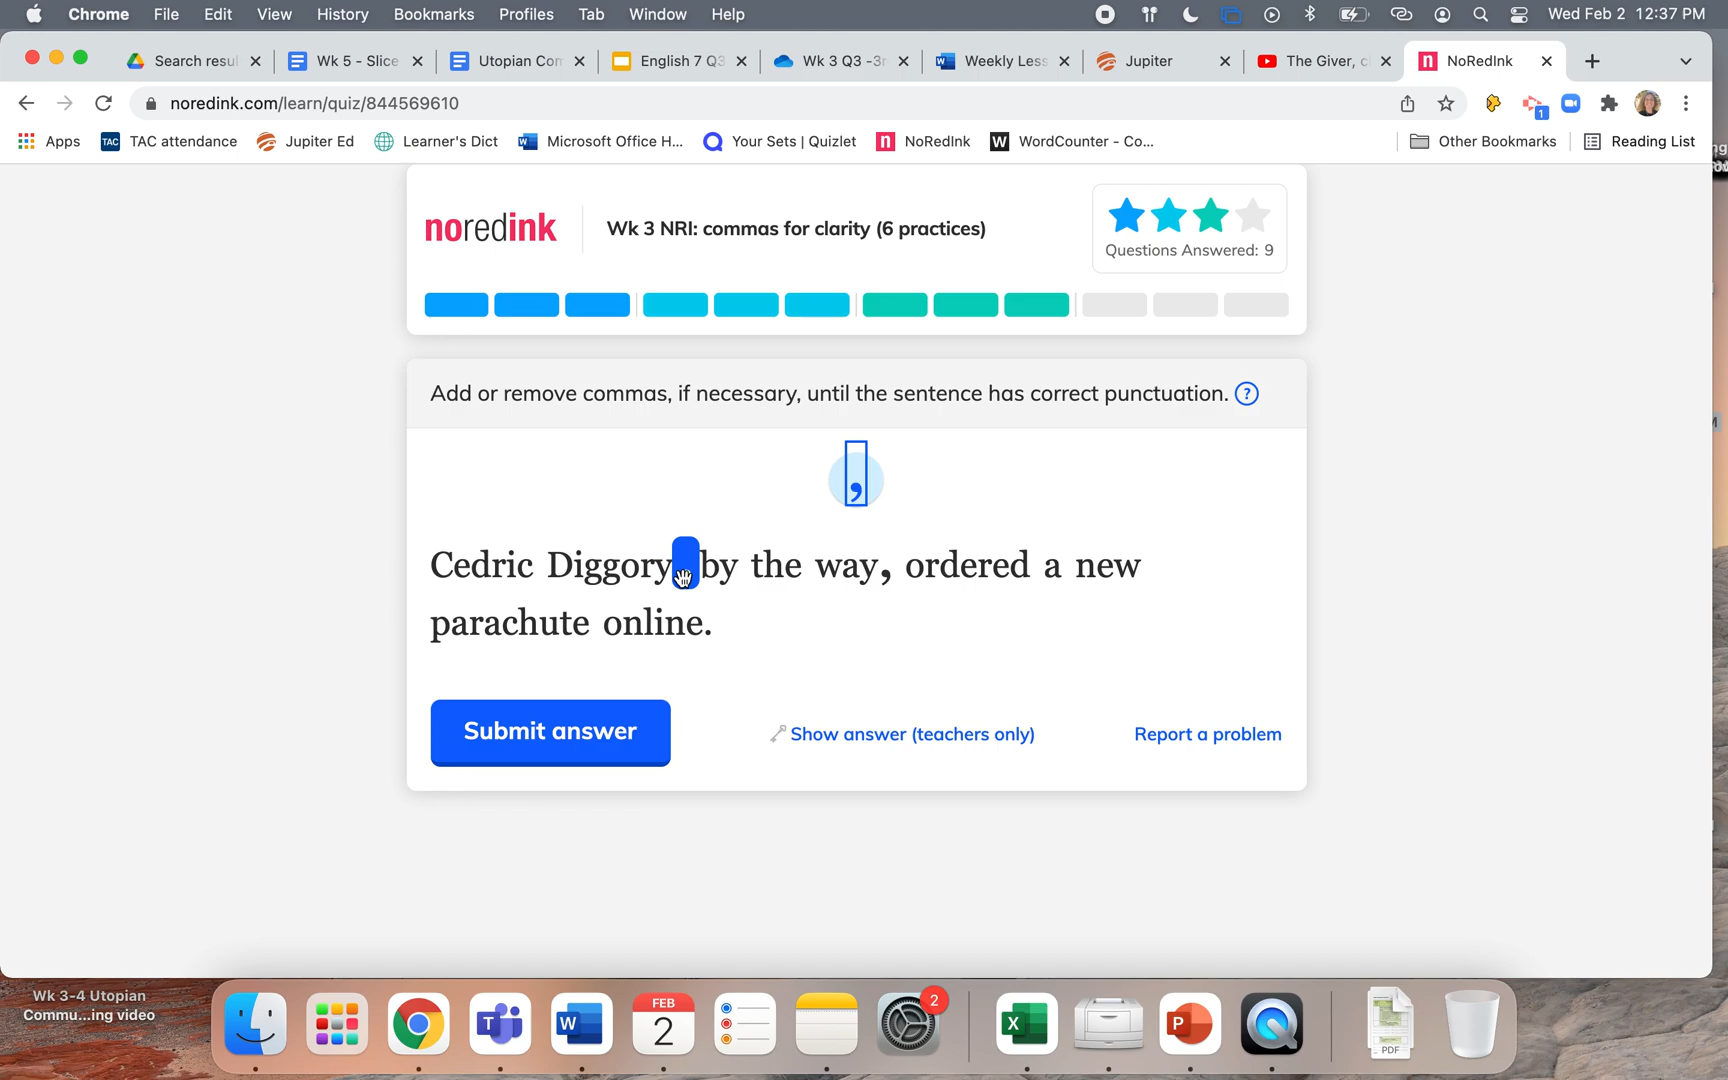 Chrome File Edit View History Bookmarks Profiles Tab Window Help Wed Feb 2 12:37 PM
Search resul Wk 5 - Slice Utopian Com English 7 Q3 Wk 3 Q3 -3r Weekly Less Jupiter The Giver, c NoRedInk
noredink.com/learn/quiz/844569610
1
Apps TAC TAC attendance Jupiter Ed Learner's Dict Microsoft Office H... Your Sets | Quizlet NoRedInk WordCounter - Co... Other Bookmarks Reading List
noredink Wk 3 NRI: commas for clarity (6 practices)
Questions Answered: 9
Add or remove commas, if necessary, until the sentence has correct punctuation. ?
,
Cedric Diggory by the way, ordered a new
parachute online.
Submit answer Show answer (teachers only) Report a problem
Wk 3-4 Utopian
Commu...ing video
FEB
2
2
PDF